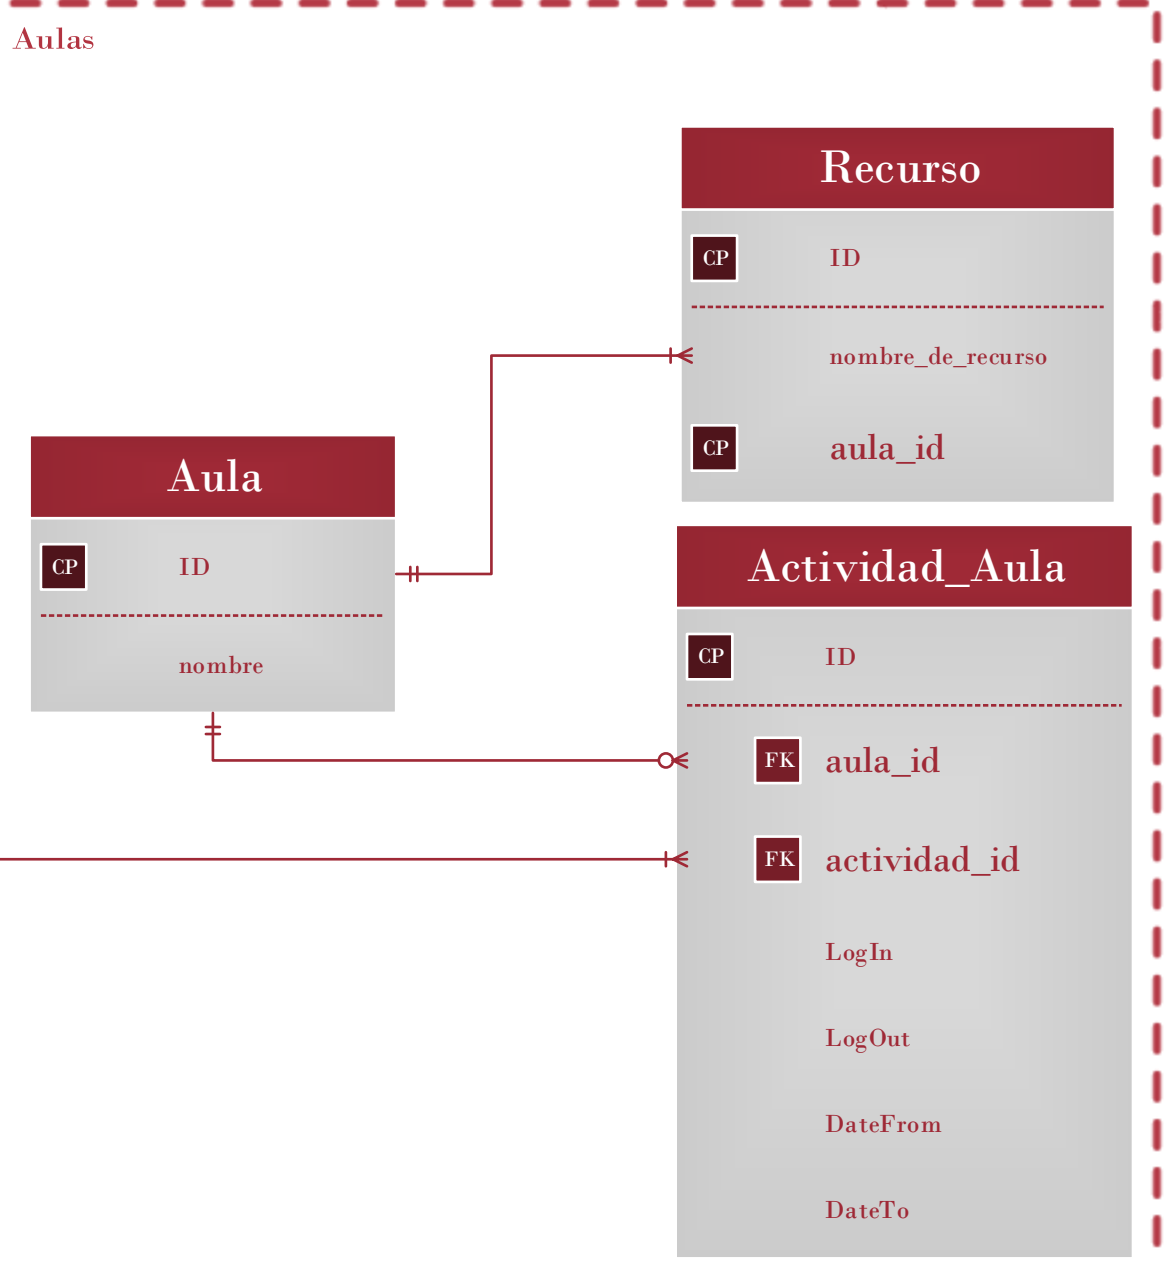 Aulas
Recurso
CP ID
nombre_de_recurso
CP aula_id
Aula
CP ID
nombre
Actividad_Aula
CP ID
FK aula_id
FK actividad_id
LogIn
LogOut
DateFrom
DateTo